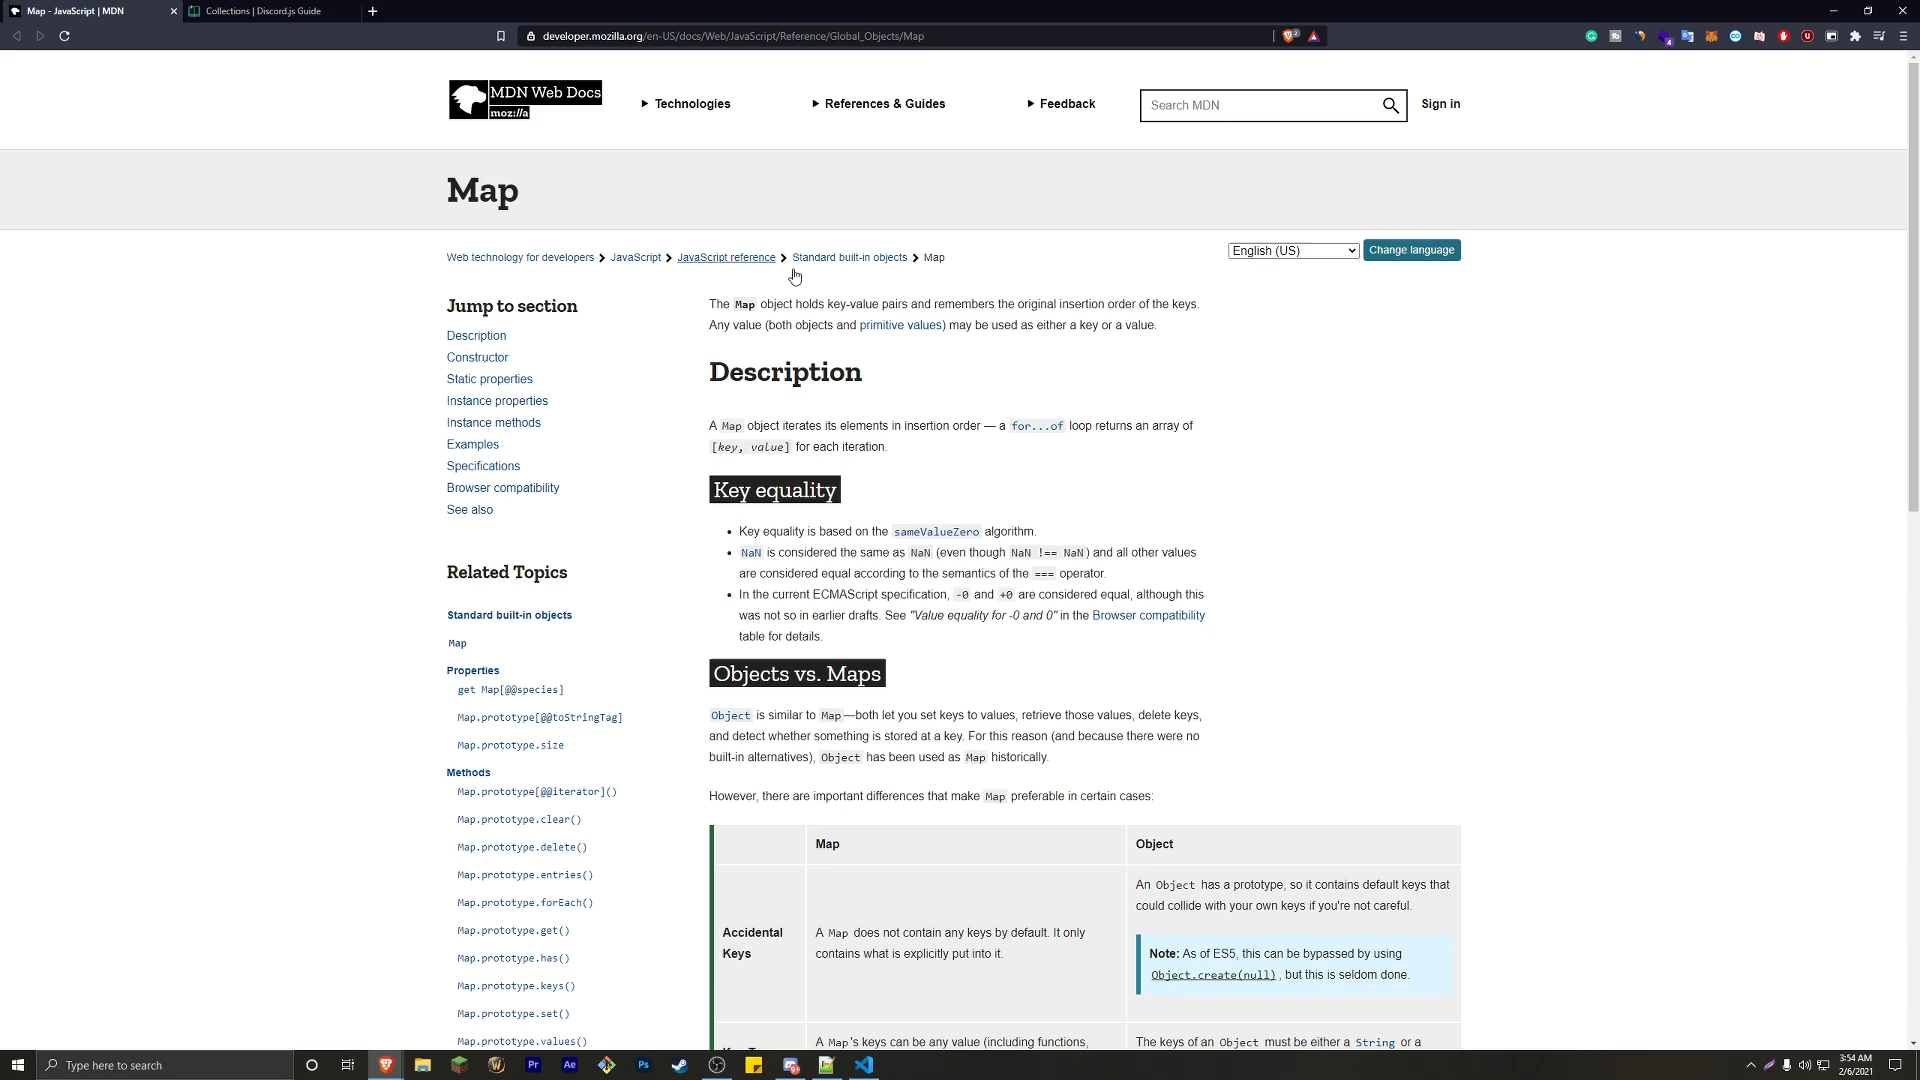 Map - JavaScript | MDN
Collections | Discord.js Guide
developer.mozilla.org/en-US/docs/Web/JavaScript/Reference/Global_Objects/Map
MDN Web Docs
moz://a
Technologies
References & Guides
Feedback
Search MDN
Sign in
Map
Web technology for developers
JavaScript
JavaScript reference
Standard built-in objects
Map
English (US)
Change language
Jump to section
Description
Constructor
Static properties
Instance properties
Instance methods
Examples
Specifications
Browser compatibility
See also
Related Topics
Standard built-in objects
Map
Properties
get Map[@@species]
Map.prototype[@@toStringTag]
Map.prototype.size
Methods
Map.prototype[@@iterator]()
Map.prototype.clear()
Map.prototype.delete()
Map.prototype.entries()
Map.prototype.forEach()
Map.prototype.get()
Map.prototype.has()
Map.prototype.keys()
Map.prototype.set()
Map.prototype.values()
The Map object holds key-value pairs and remembers the original insertion order of the keys.
Any value (both objects and primitive values) may be used as either a key or a value.
Description
A Map object iterates its elements in insertion order — a for...of loop returns an array of
[key, value] for each iteration.
Key equality
• Key equality is based on the sameValueZero algorithm.
• NaN is considered the same as NaN (even though NaN !== NaN) and all other values
are considered equal according to the semantics of the === operator.
• In the current ECMAScript specification, -0 and +0 are considered equal, although this
was not so in earlier drafts. See "Value equality for -0 and 0" in the Browser compatibility
table for details.
Objects vs. Maps
Object is similar to Map—both let you set keys to values, retrieve those values, delete keys,
and detect whether something is stored at a key. For this reason (and because there were no
built-in alternatives), Object has been used as Map historically.
However, there are important differences that make Map preferable in certain cases:
Map
Object
Accidental
Keys
A Map does not contain any keys by default. It only
contains what is explicitly put into it.
An Object has a prototype, so it contains default keys that
could collide with your own keys if you're not careful.
Note: As of ES5, this can be bypassed by using
Object.create(null), but this is seldom done.
A Map's keys can be any value (including functions,
The keys of an Object must be either a String or a
Type here to search
3:54 AM
2/6/2021